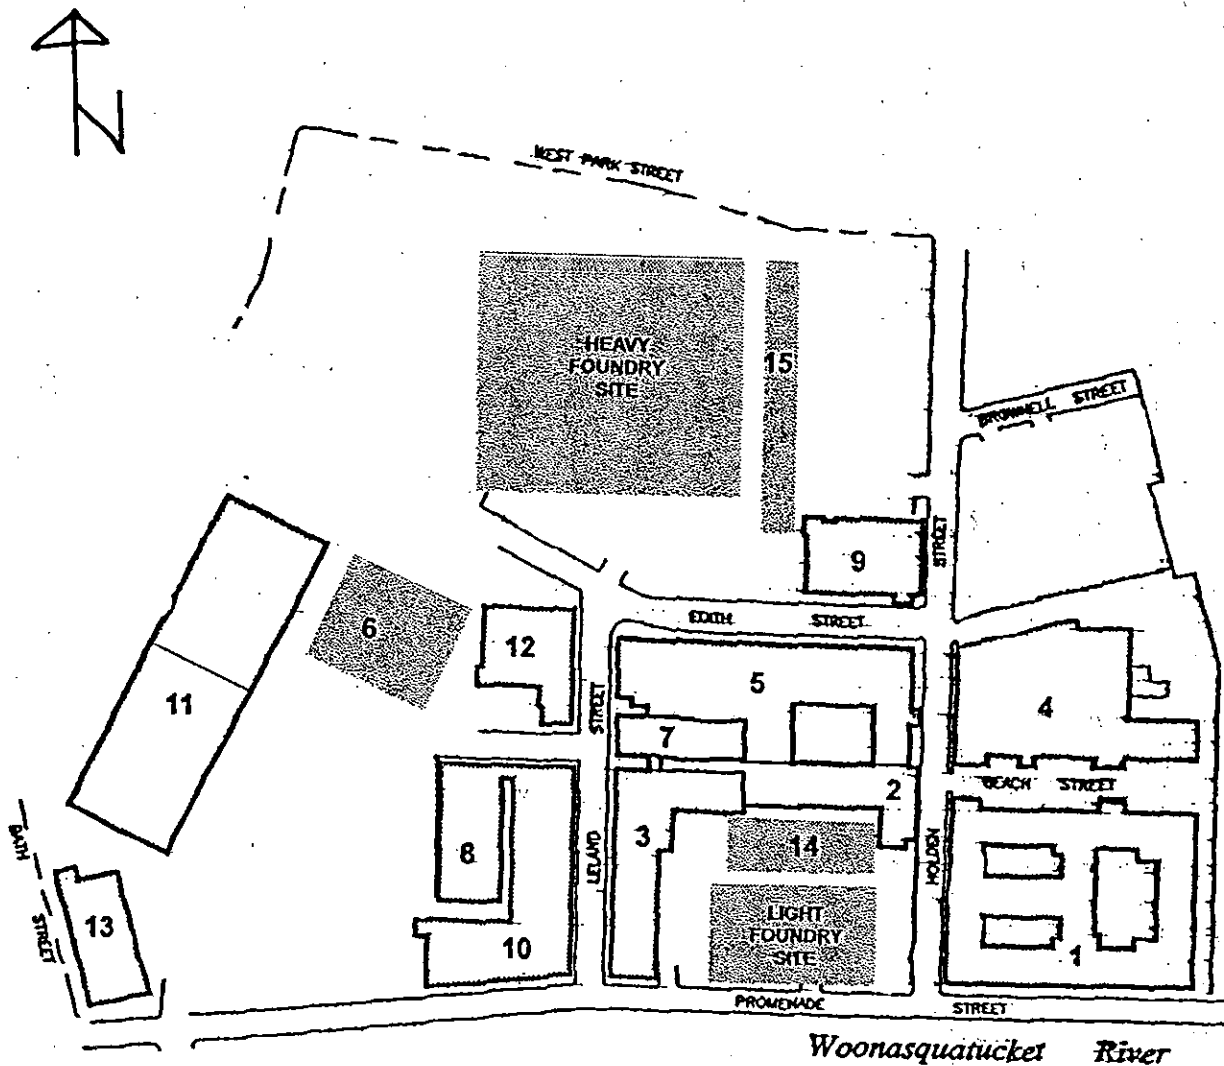 N
WEST PARK STREET
HEAVY
FOUNDRY
SITE
15
BROWNELL STREET
STREET
9
6
12
EDITH STREET
5
11
STREET
7
4
2
BEACH STREET
BATH
STREET
8
3
14
LELAND
HOLDEN
13
10
LIGHT
FOUNDRY
SITE
1
PROMENADE STREET
Woonasquatucket River